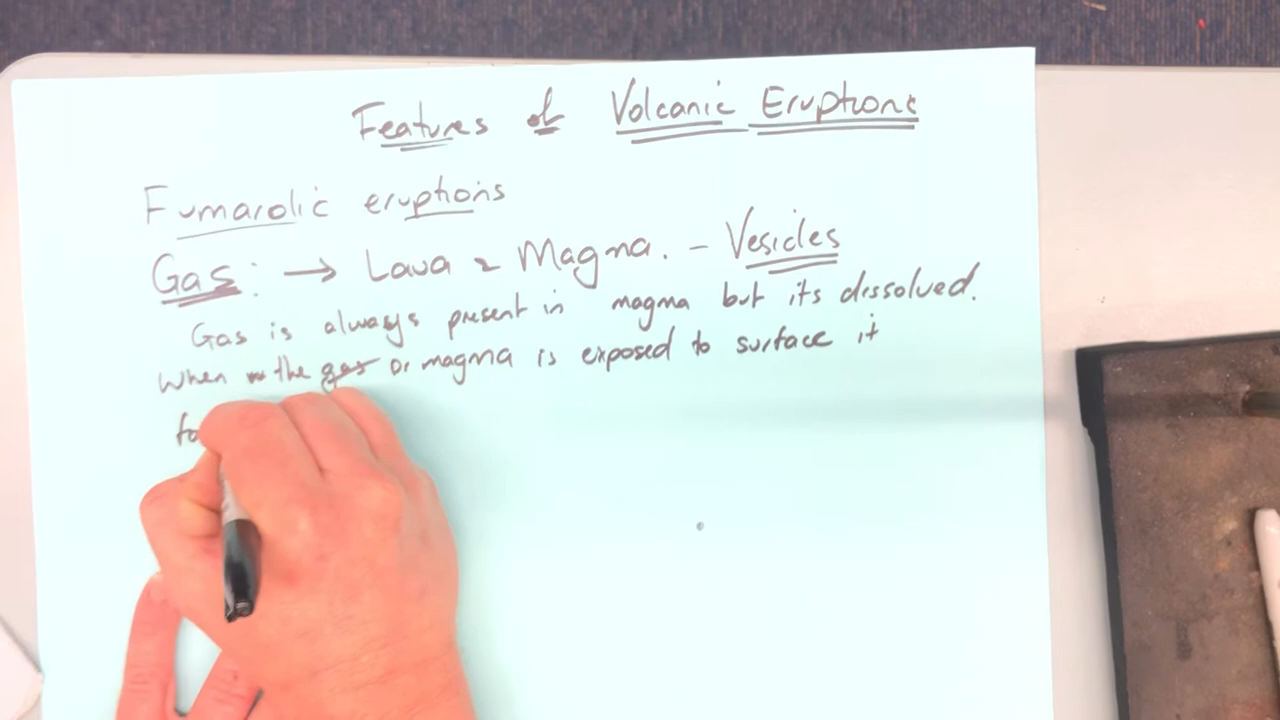 Features of Volcanic Eruptions
Fumarolic eruptions
Gas: → Lava & Magma. - Vesicles
Gas is always present in magma but its dissolved.
When the gas or magma is exposed to surface it
fo